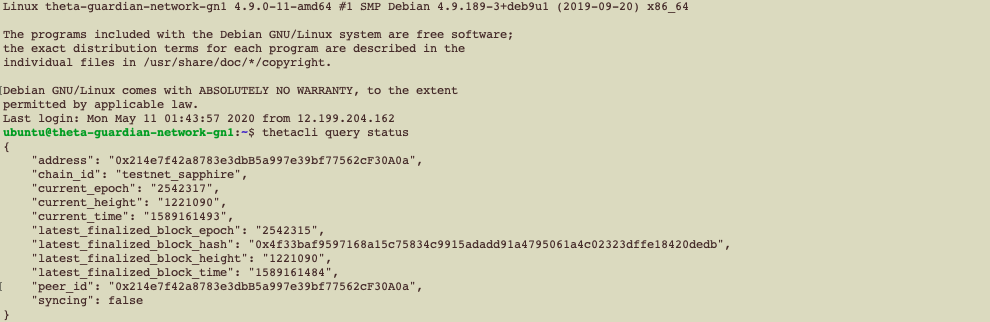 Linux theta-guardian-network-gn1 4.9.0-11-amd64 #1 SMP Debian 4.9.189-3+deb9u1 (2019-09-20) x86_64
The programs included with the Debian GNU/Linux system are free software;
the exact distribution terms for each program are described in the
individual files in /usr/share/doc/*/copyright.
Debian GNU/Linux comes with ABSOLUTELY NO WARRANTY, to the extent
permitted by applicable law.
Last login: Mon May 11 01:43:57 2020 from 12.199.204.162
ubuntu@theta-guardian-network-gn1:~$ thetacli query status
{
    "address": "0x214e7f42a8783e3dbB5a997e39bf77562cF30A0a",
    "chain_id": "testnet_sapphire",
    "current_epoch": "2542317",
    "current_height": "1221090",
    "current_time": "1589161493",
    "latest_finalized_block_epoch": "2542315",
    "latest_finalized_block_hash": "0x4f33baf9597168a15c75834c9915adadd91a4795061a4c02323dffe18420dedb",
    "latest_finalized_block_height": "1221090",
    "latest_finalized_block_time": "1589161484",
    "peer_id": "0x214e7f42a8783e3dbB5a997e39bf77562cF30A0a",
    "syncing": false
}